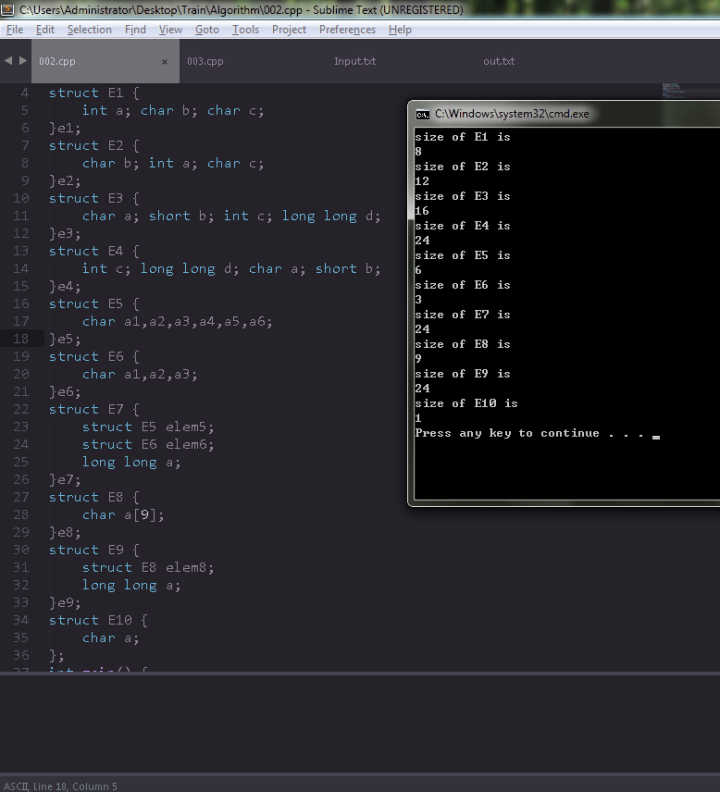 C:\Users\Administrator\Desktop\Train\Algorithm\002.cpp - Sublime Text (UNREGISTERED)
File Edit Selection Find View Goto Tools Project Preferences Help
002.cpp × 003.cpp Input.txt out.txt
4 struct E1 {
5 int a; char b; char c;
6 }e1;
7 struct E2 {
8 char b; int a; char c;
9 }e2;
10 struct E3 {
11 char a; short b; int c; long long d;
12 }e3;
13 struct E4 {
14 int c; long long d; char a; short b;
15 }e4;
16 struct E5 {
17 char a1,a2,a3,a4,a5,a6;
18 }e5;
19 struct E6 {
20 char a1,a2,a3;
21 }e6;
22 struct E7 {
23 struct E5 elem5;
24 struct E6 elem6;
25 long long a;
26 }e7;
27 struct E8 {
28 char a[9];
29 }e8;
30 struct E9 {
31 struct E8 elem8;
32 long long a;
33 }e9;
34 struct E10 {
35 char a;
36 };
37 int main() {
C:\Windows\system32\cmd.exe
size of E1 is
8
size of E2 is
12
size of E3 is
16
size of E4 is
24
size of E5 is
6
size of E6 is
3
size of E7 is
24
size of E8 is
9
size of E9 is
24
size of E10 is
1
Press any key to continue . . .
ASCII, Line 18, Column 5